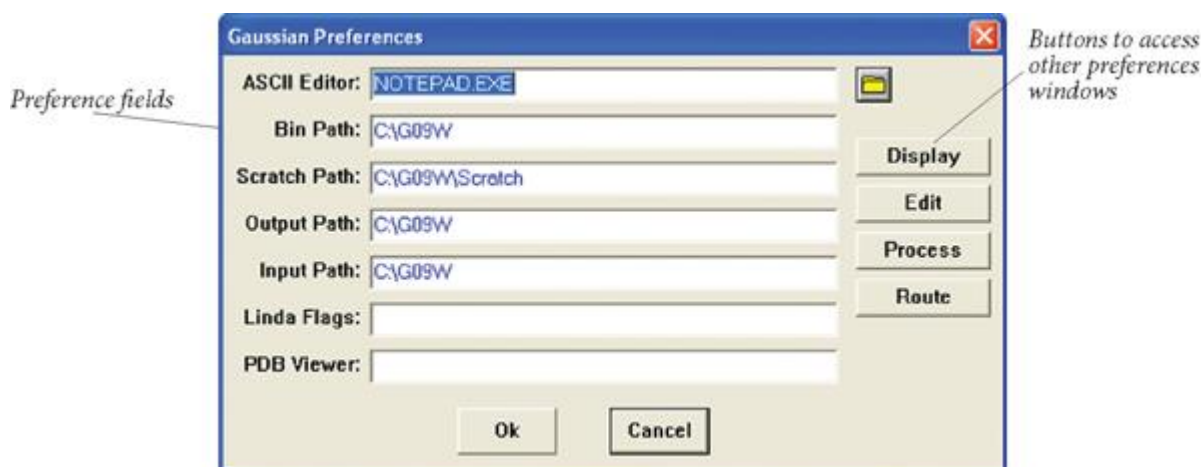 Gaussian Preferences
Preference fields
ASCII Editor: NOTEPAD.EXE
Bin Path: C:\G09W
Scratch Path: C:\G09W\Scratch
Output Path: C:\G09W
Input Path: C:\G09W
Linda Flags:
PDB Viewer:
Ok
Cancel
Display
Edit
Process
Route
Buttons to access
other preferences
windows